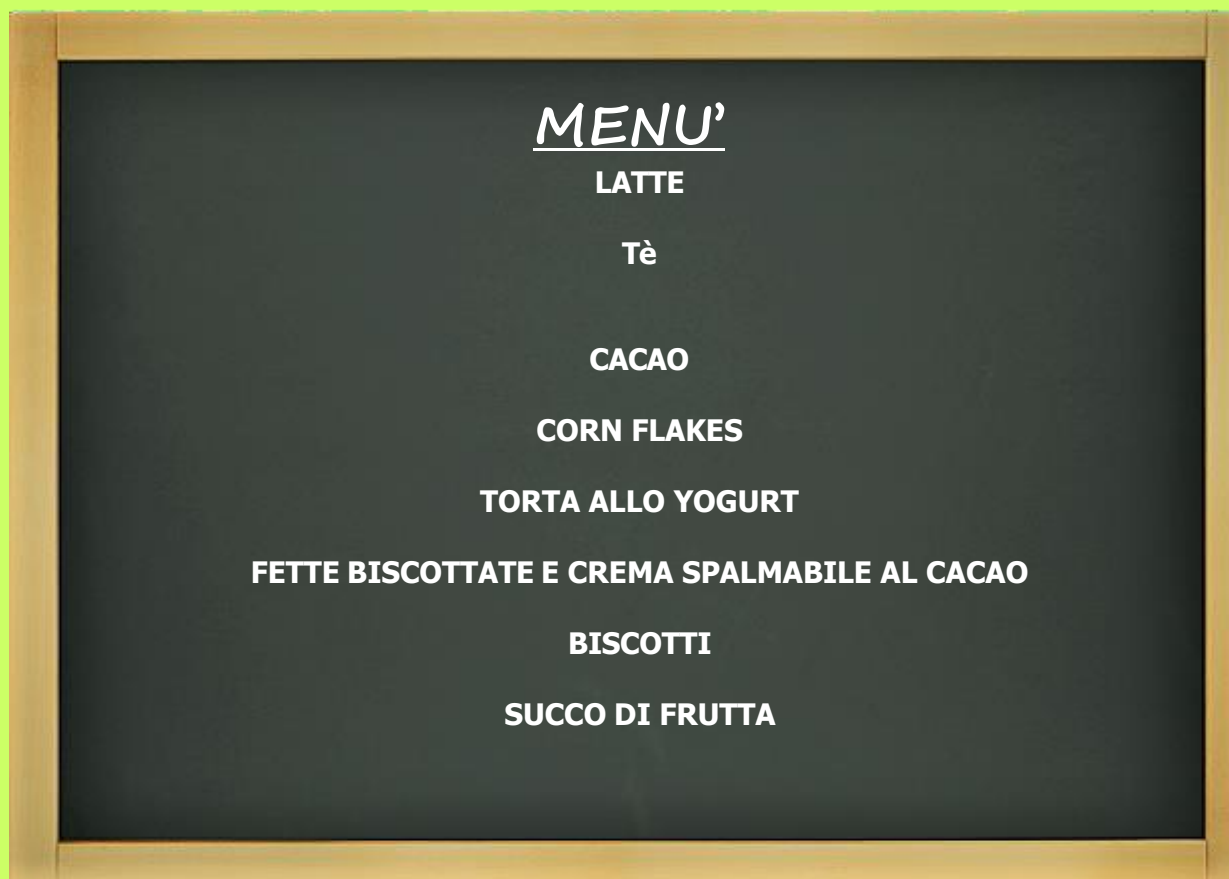 MENU’
LATTE
Tè
CACAO
CORN FLAKES
TORTA ALLO YOGURT
FETTE BISCOTTATE E CREMA SPALMABILE AL CACAO
BISCOTTI
SUCCO DI FRUTTA